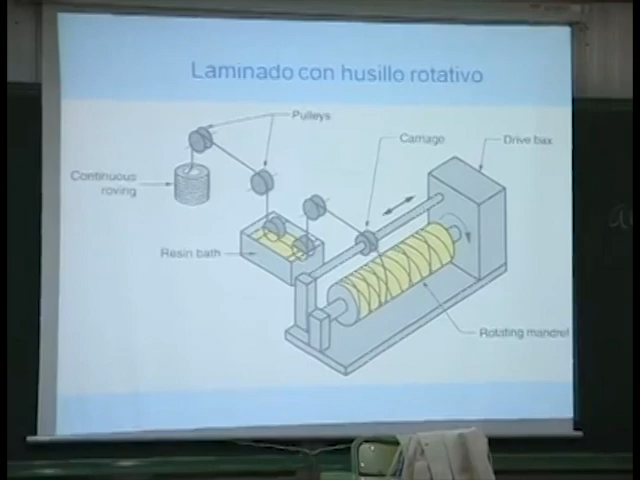 Laminado con husillo rotativo
Pulleys
Carriage
Drive box
Continuous
roving
Resin bath
Rotating mandrel